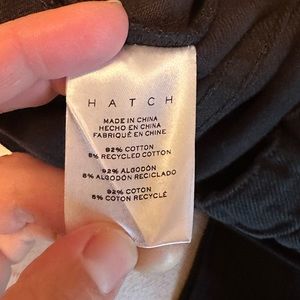 HATCH
MADE IN CHINA
HECHO EN CHINA
FABRIQUÉ EN CHINE
92% COTTON
8% RECYCLED COTTON
92% ALGODÓN
8% ALGODÓN RECICLADO
92% COTON
8% COTON RECYCLÉ